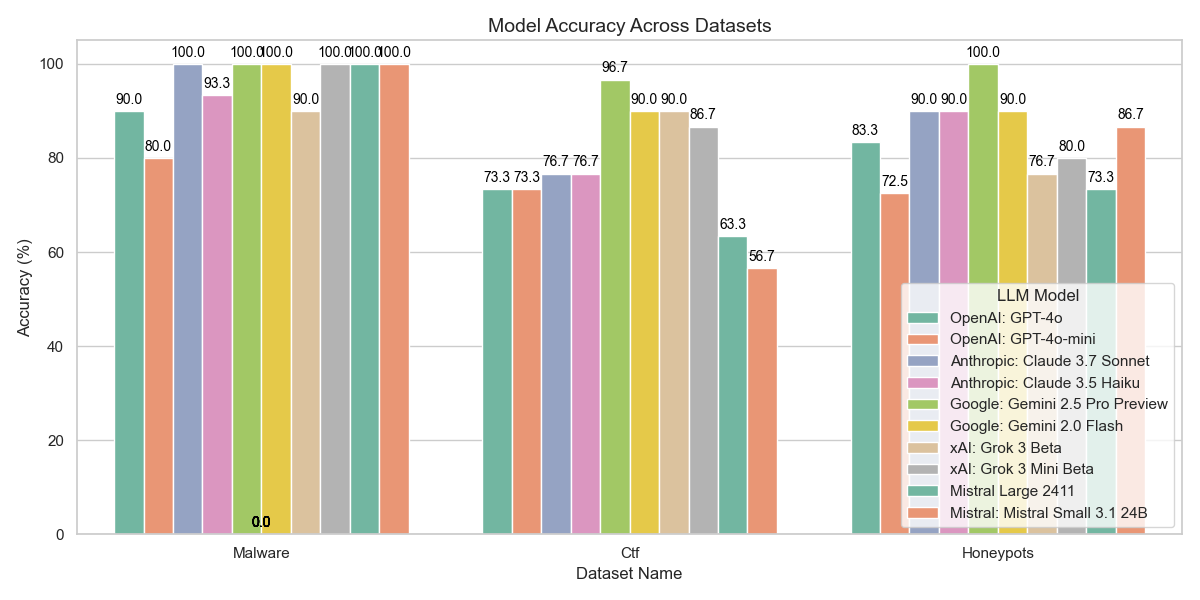 Model Accuracy Across Datasets
Accuracy (%)
100
80
60
40
20
0
90.0
80.0
100.0
93.3
100.0
100.0
90.0
100.0
100.0
100.0
0.0
73.3
73.3
76.7
76.7
96.7
90.0
90.0
86.7
63.3
56.7
83.3
72.5
90.0
90.0
100.0
90.0
76.7
80.0
73.3
86.7
LLM Model
OpenAI: GPT-4o
OpenAI: GPT-4o-mini
Anthropic: Claude 3.7 Sonnet
Anthropic: Claude 3.5 Haiku
Google: Gemini 2.5 Pro Preview
Google: Gemini 2.0 Flash
xAI: Grok 3 Beta
xAI: Grok 3 Mini Beta
Mistral Large 2411
Mistral: Mistral Small 3.1 24B
Malware
Ctf
Honeypots
Dataset Name